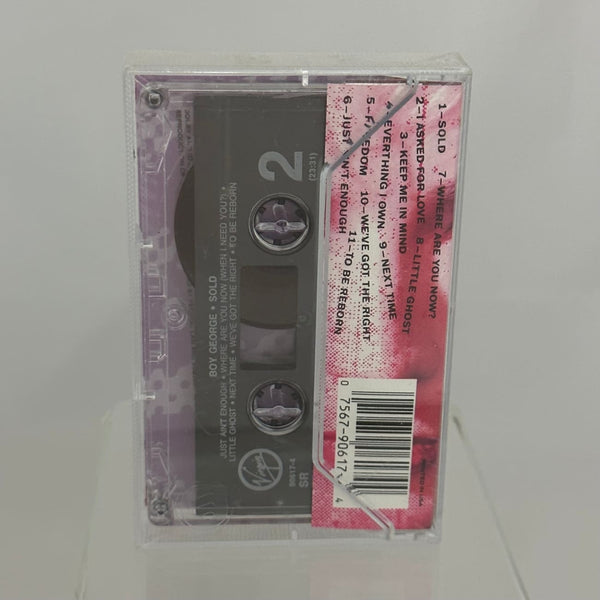 1–SOLD 7–WHERE ARE YOU NOW?
2–I ASKED FOR LOVE 8–LITTLE GHOST
3–KEEP ME IN MIND
4–EVERYTHING I OWN 9–NEXT TIME
5–FREEDOM 10–WE'VE GOT THE RIGHT
6–JUST AIN'T ENOUGH 11–TO BE REBORN
PRINTED IN USA
0 7567-90617 4
2
(23:31)
BOY GEORGE • SOLD
JUST AIN'T ENOUGH • WHERE ARE YOU NOW (WHEN I NEED YOU?) •
LITTLE GHOST • NEXT TIME • WE'VE GOT THE RIGHT • TO BE REBORN
Virgin
90617-4
SR